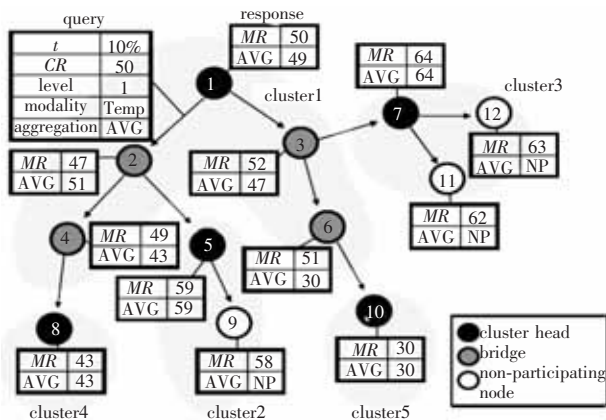 query
t 10%
CR 50
level 1
modality Temp
aggregation AVG
response
MR 50
AVG 49
1
cluster1
MR 64
AVG 64
7
cluster3
12
MR 63
AVG NP
11
MR 62
AVG NP
2
MR 47
AVG 51
3
MR 52
AVG 47
4
MR 49
AVG 43
5
MR 59
AVG 59
6
MR 51
AVG 30
8
MR 43
AVG 43
cluster4
9
MR 58
AVG NP
cluster2
10
MR 30
AVG 30
cluster5
cluster head
bridge
non-participating
node